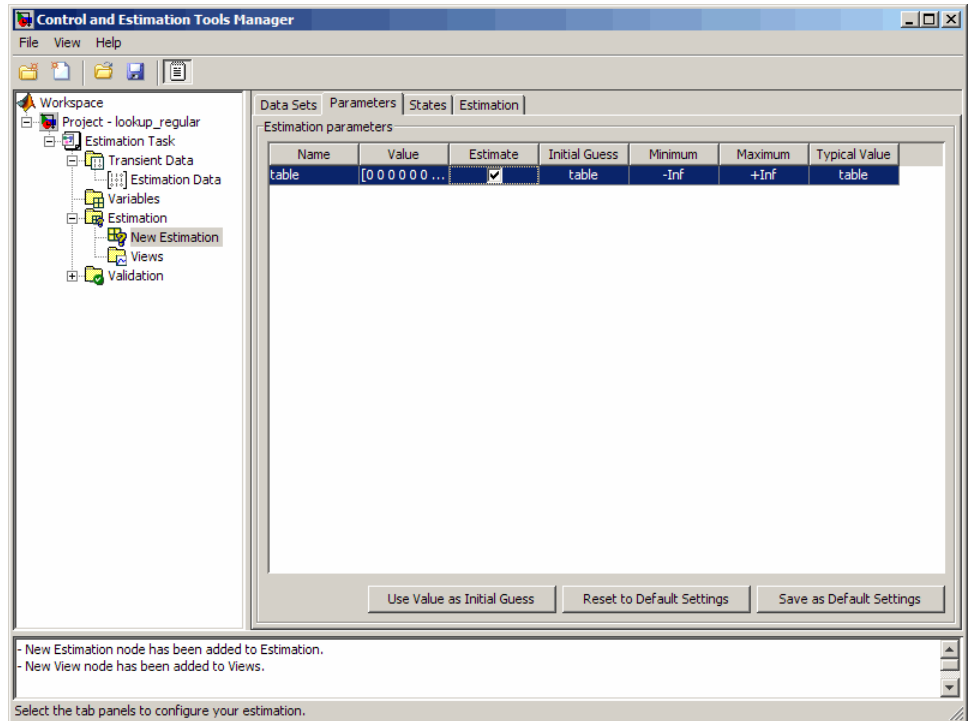 Control and Estimation Tools Manager
File View Help
Workspace
Project - lookup_regular
Estimation Task
Transient Data
Estimation Data
Variables
Estimation
New Estimation
Views
Validation
Data Sets Parameters States Estimation
Estimation parameters
Name Value Estimate Initial Guess Minimum Maximum Typical Value
table [0 0 0 0 0 0 ... table -Inf +Inf table
Use Value as Initial Guess Reset to Default Settings Save as Default Settings
- New Estimation node has been added to Estimation.
- New View node has been added to Views.
Select the tab panels to configure your estimation.